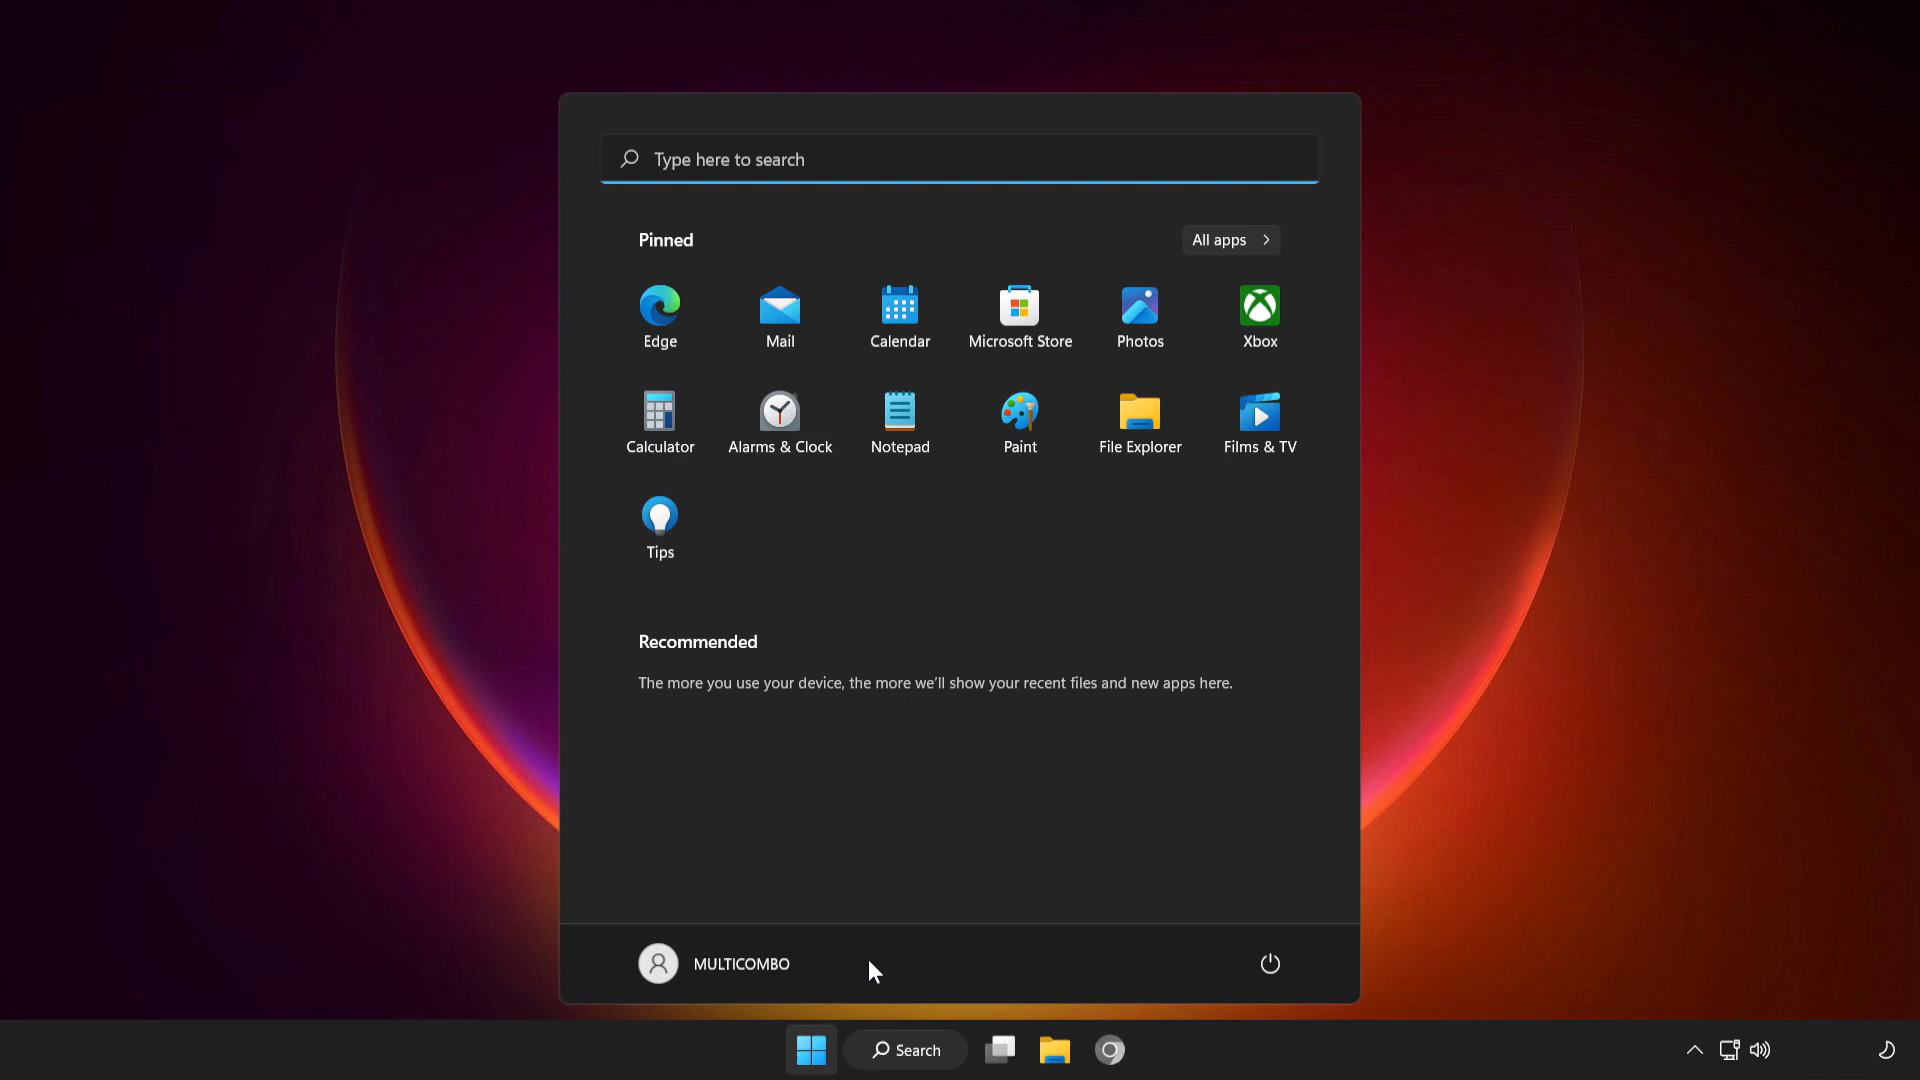 Type here to search
Pinned
All apps
Edge
Mail
Calendar
Microsoft Store
Photos
Xbox
Calculator
Alarms & Clock
Notepad
Paint
File Explorer
Films & TV
Tips
Recommended
The more you use your device, the more we'll show your recent files and new apps here.
MULTICOMBO
Search